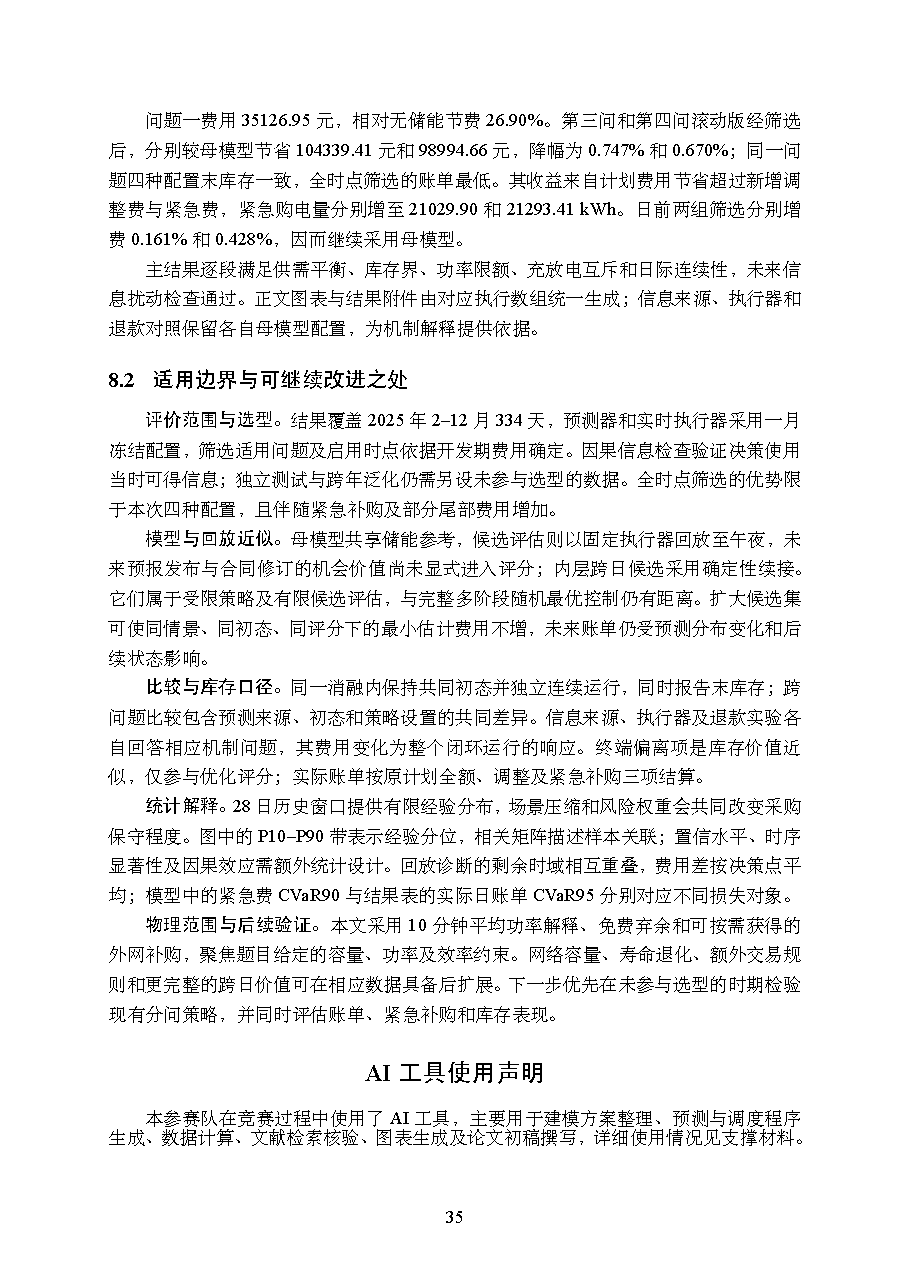 问题一费用 35126.95 元，相对无储能节费 26.90%。第三问和第四问滚动版经筛选
后，分别较母模型节省 104339.41 元和 98994.66 元，降幅为 0.747% 和 0.670%；同一问
题四种配置末库存一致，全时点筛选的账单最低。其收益来自计划费用节省超过新增调
整费与紧急费，紧急购电量分别增至 21029.90 和 21293.41 kWh。日前两组筛选分别增
费 0.161% 和 0.428%，因而继续采用母模型。
主结果逐段满足供需平衡、库存界、功率限额、充放电互斥和日际连续性，未来信
息扰动检查通过。正文图表与结果附件由对应执行数组统一生成；信息来源、执行器和
退款对照保留各自母模型配置，为机制解释提供依据。
8.2 适用边界与可继续改进之处
评价范围与选型。结果覆盖 2025 年 2–12 月 334 天，预测器和实时执行器采用一月
冻结配置，筛选适用问题及启用时点依据开发期费用确定。因果信息检查验证决策使用
当时可得信息；独立测试与跨年泛化仍需另设未参与选型的数据。全时点筛选的优势限
于本次四种配置，且伴随紧急补购及部分尾部费用增加。
模型与回放近似。母模型共享储能参考，候选评估则以固定执行器回放至午夜，未
来预报发布与合同修订的机会价值尚未显式进入评分；内层跨日候选采用确定性续接。
它们属于受限策略及有限候选评估，与完整多阶段随机最优控制仍有距离。扩大候选集
可使同情景、同初态、同评分下的最小估计费用不增，未来账单仍受预测分布变化和后
续状态影响。
比较与库存口径。同一消融内保持共同初态并独立连续运行，同时报告末库存；跨
问题比较包含预测来源、初态和策略设置的共同差异。信息来源、执行器及退款实验各
自回答相应机制问题，其费用变化为整个闭环运行的响应。终端偏离项是库存价值近
似，仅参与优化评分；实际账单按原计划全额、调整及紧急补购三项结算。
统计解释。28 日历史窗口提供有限经验分布，场景压缩和风险权重会共同改变采购
保守程度。图中的 P10–P90 带表示经验分位，相关矩阵描述样本关联；置信水平、时序
显著性及因果效应需额外统计设计。回放诊断的剩余时域相互重叠，费用差按决策点平
均；模型中的紧急费 CVaR90 与结果表的实际日账单 CVaR95 分别对应不同损失对象。
物理范围与后续验证。本文采用 10 分钟平均功率解释、免费弃余和可按需获得的
外网补购，聚焦题目给定的容量、功率及效率约束。网络容量、寿命退化、额外交易规
则和更完整的跨日价值可在相应数据具备后扩展。下一步优先在未参与选型的时期检验
现有分问策略，并同时评估账单、紧急补购和库存表现。
AI 工具使用声明
本参赛队在竞赛过程中使用了 AI 工具，主要用于建模方案整理、预测与调度程序
生成、数据计算、文献检索核验、图表生成及论文初稿撰写，详细使用情况见支撑材料。
35